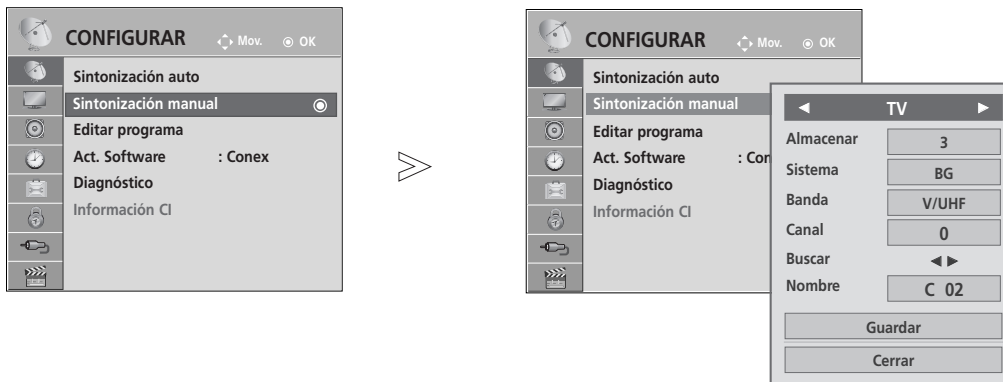 CONFIGURAR Mov. OK
Sintonización auto
Sintonización manual
Editar programa
Act. Software : Conex
Diagnóstico
Información CI
CONFIGURAR Mov. OK
Sintonización auto
Sintonización manual
Editar programa
Act. Software : Con
Diagnóstico
Información CI
◄ TV ►
Almacenar 3
Sistema BG
Banda V/UHF
Canal 0
Buscar ◄ ►
Nombre C 02
Guardar
Cerrar